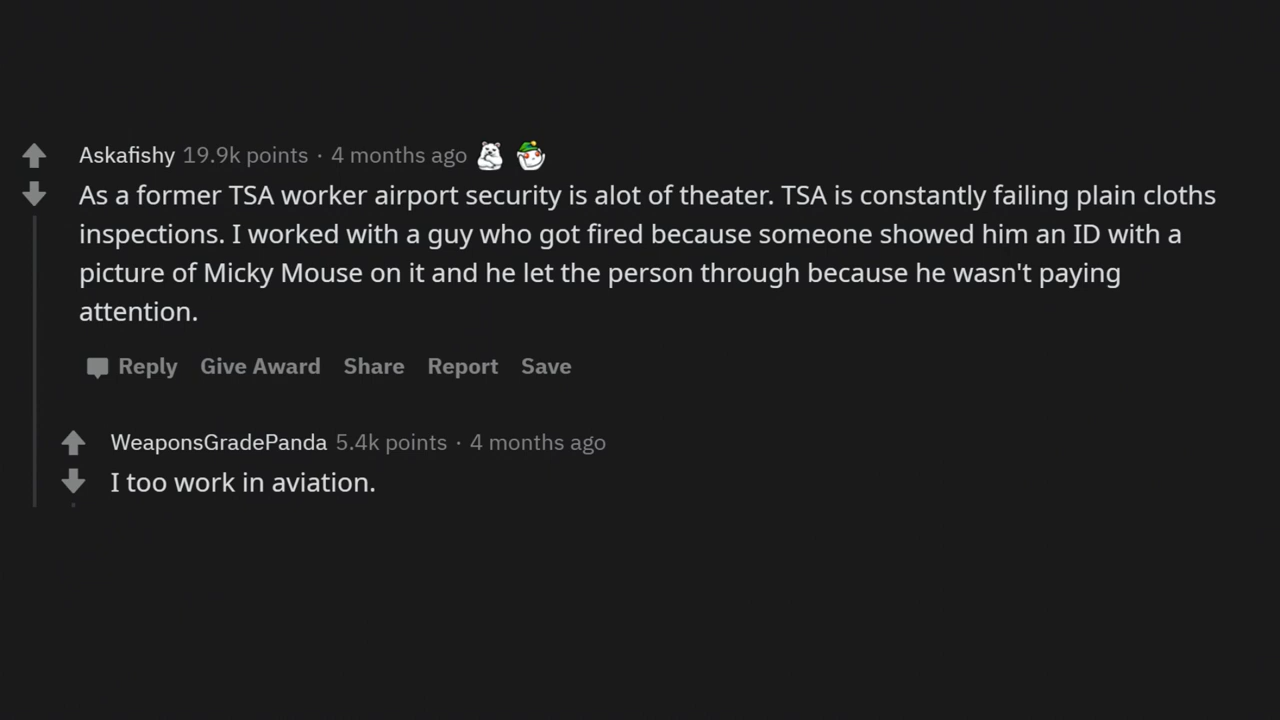 Askafishy 19.9k points · 4 months ago
As a former TSA worker airport security is alot of theater. TSA is constantly failing plain cloths
inspections. I worked with a guy who got fired because someone showed him an ID with a
picture of Micky Mouse on it and he let the person through because he wasn't paying
attention.
Reply Give Award Share Report Save
WeaponsGradePanda 5.4k points · 4 months ago
I too work in aviation.